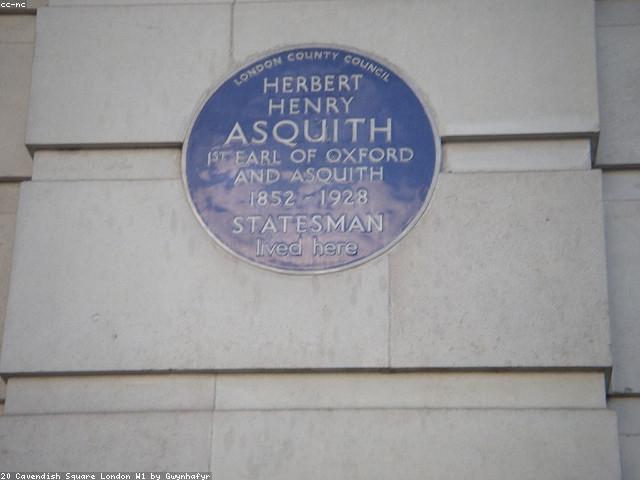 cc-nc
LONDON COUNTY COUNCIL
HERBERT
HENRY
ASQUITH
1ST EARL OF OXFORD
AND ASQUITH
1852-1928
STATESMAN
lived here
20 Cavendish Square London W1 by Gwynhafyr